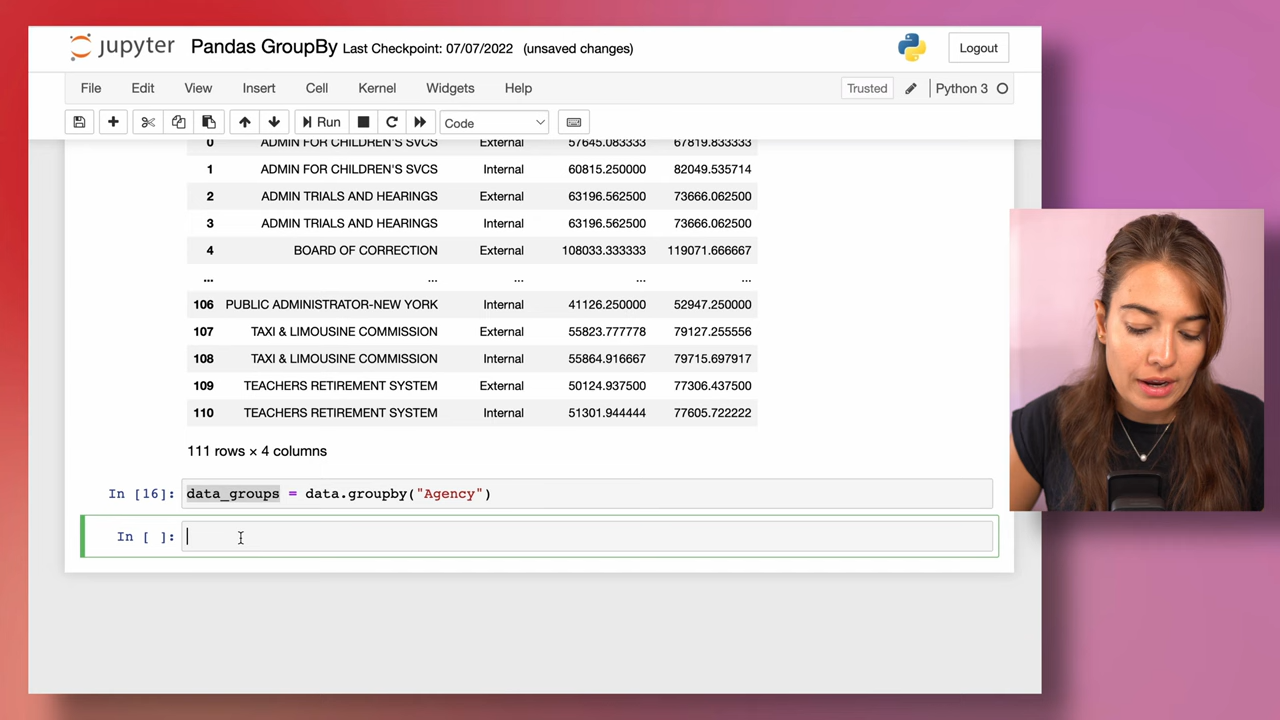 jupyter Pandas GroupBy Last Checkpoint: 07/07/2022 (unsaved changes) Logout
File Edit View Insert Cell Kernel Widgets Help Trusted Python 3
Run Code
0 ADMIN FOR CHILDREN'S SVCS External 57645.083333 67819.833333
1 ADMIN FOR CHILDREN'S SVCS Internal 60815.250000 82049.535714
2 ADMIN TRIALS AND HEARINGS External 63196.562500 73666.062500
3 ADMIN TRIALS AND HEARINGS Internal 63196.562500 73666.062500
4 BOARD OF CORRECTION External 108033.333333 119071.666667
... ... ... ... ...
106 PUBLIC ADMINISTRATOR-NEW YORK Internal 41126.250000 52947.250000
107 TAXI & LIMOUSINE COMMISSION External 55823.777778 79127.255556
108 TAXI & LIMOUSINE COMMISSION Internal 55864.916667 79715.697917
109 TEACHERS RETIREMENT SYSTEM External 50124.937500 77306.437500
110 TEACHERS RETIREMENT SYSTEM Internal 51301.944444 77605.722222
111 rows × 4 columns
In [16]: data_groups = data.groupby("Agency")
In [ ]: